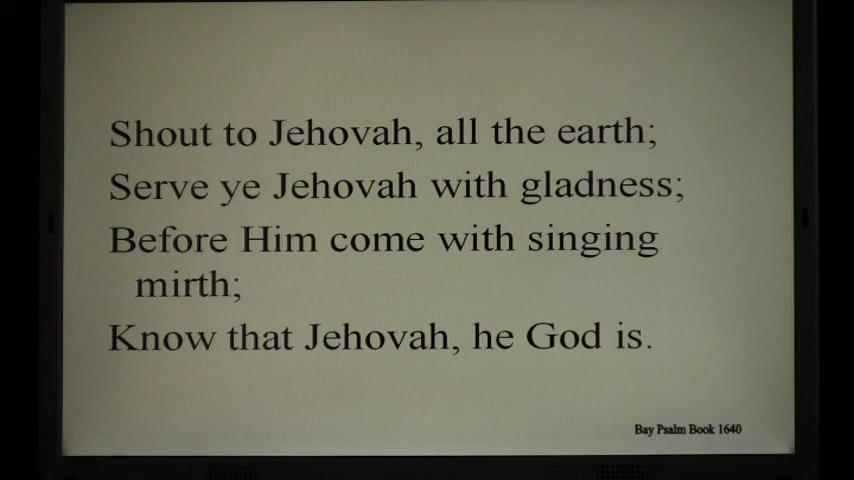 Shout to Jehovah, all the earth;
Serve ye Jehovah with gladness;
Before Him come with singing
mirth;
Know that Jehovah, he God is.
Bay Psalm Book 1640